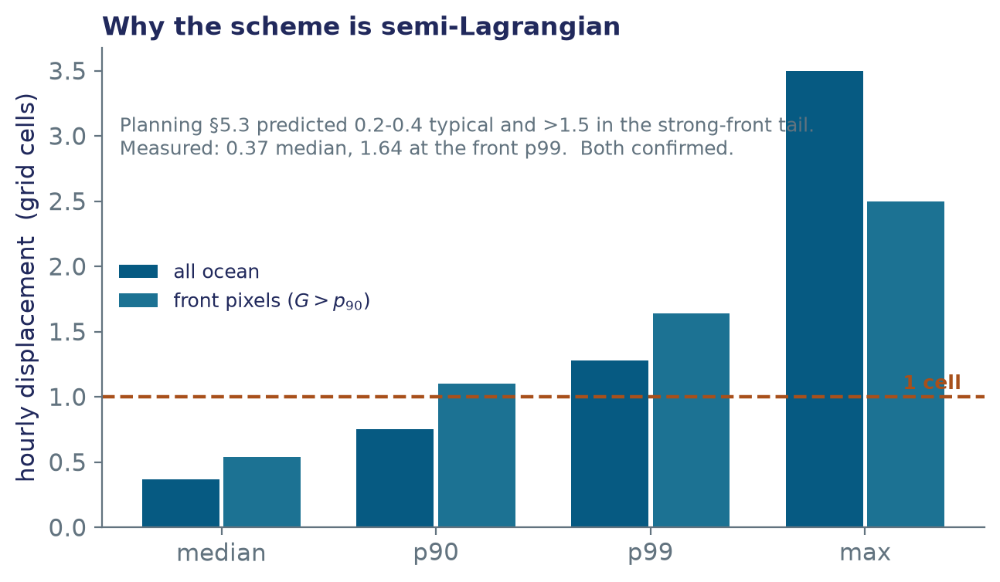 Why the scheme is semi-Lagrangian
hourly displacement (grid cells)
3.5
3.0
2.5
2.0
1.5
1.0
0.5
0.0
Planning §5.3 predicted 0.2-0.4 typical and >1.5 in the strong-front tail.
Measured: 0.37 median, 1.64 at the front p99.  Both confirmed.
all ocean
front pixels (G > p₉₀)
1 cell
median
p90
p99
max